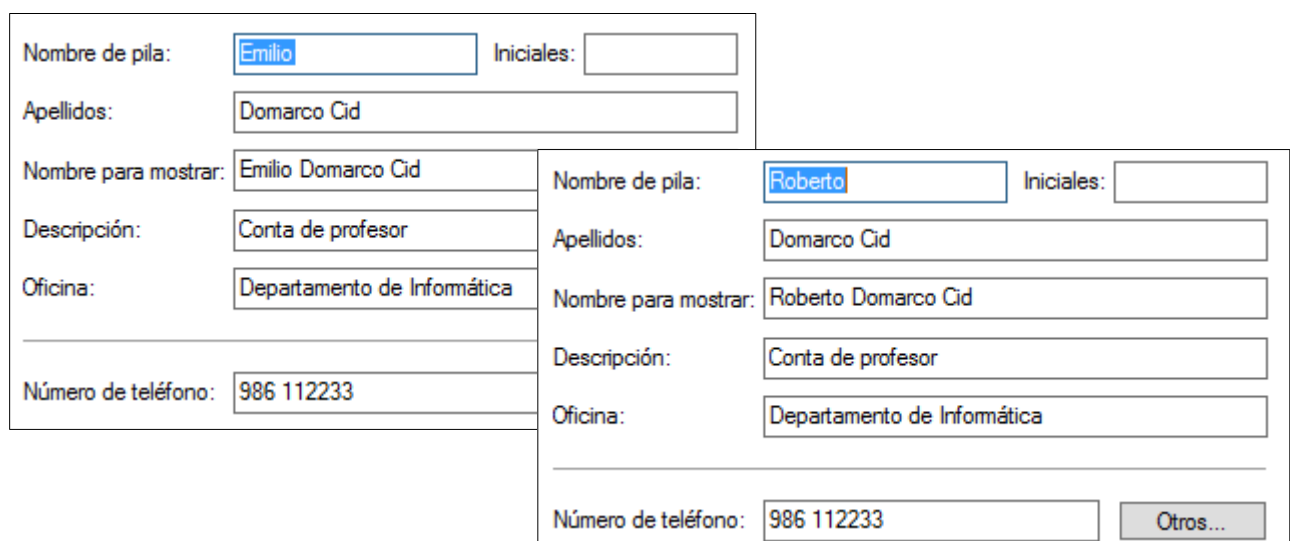 Nombre de pila: Emilio Iniciales:
Apellidos: Domarco Cid
Nombre para mostrar: Emilio Domarco Cid
Descripción: Conta de profesor
Oficina: Departamento de Informática
Número de teléfono: 986 112233
Nombre de pila: Roberto Iniciales:
Apellidos: Domarco Cid
Nombre para mostrar: Roberto Domarco Cid
Descripción: Conta de profesor
Oficina: Departamento de Informática
Número de teléfono: 986 112233 Otros...